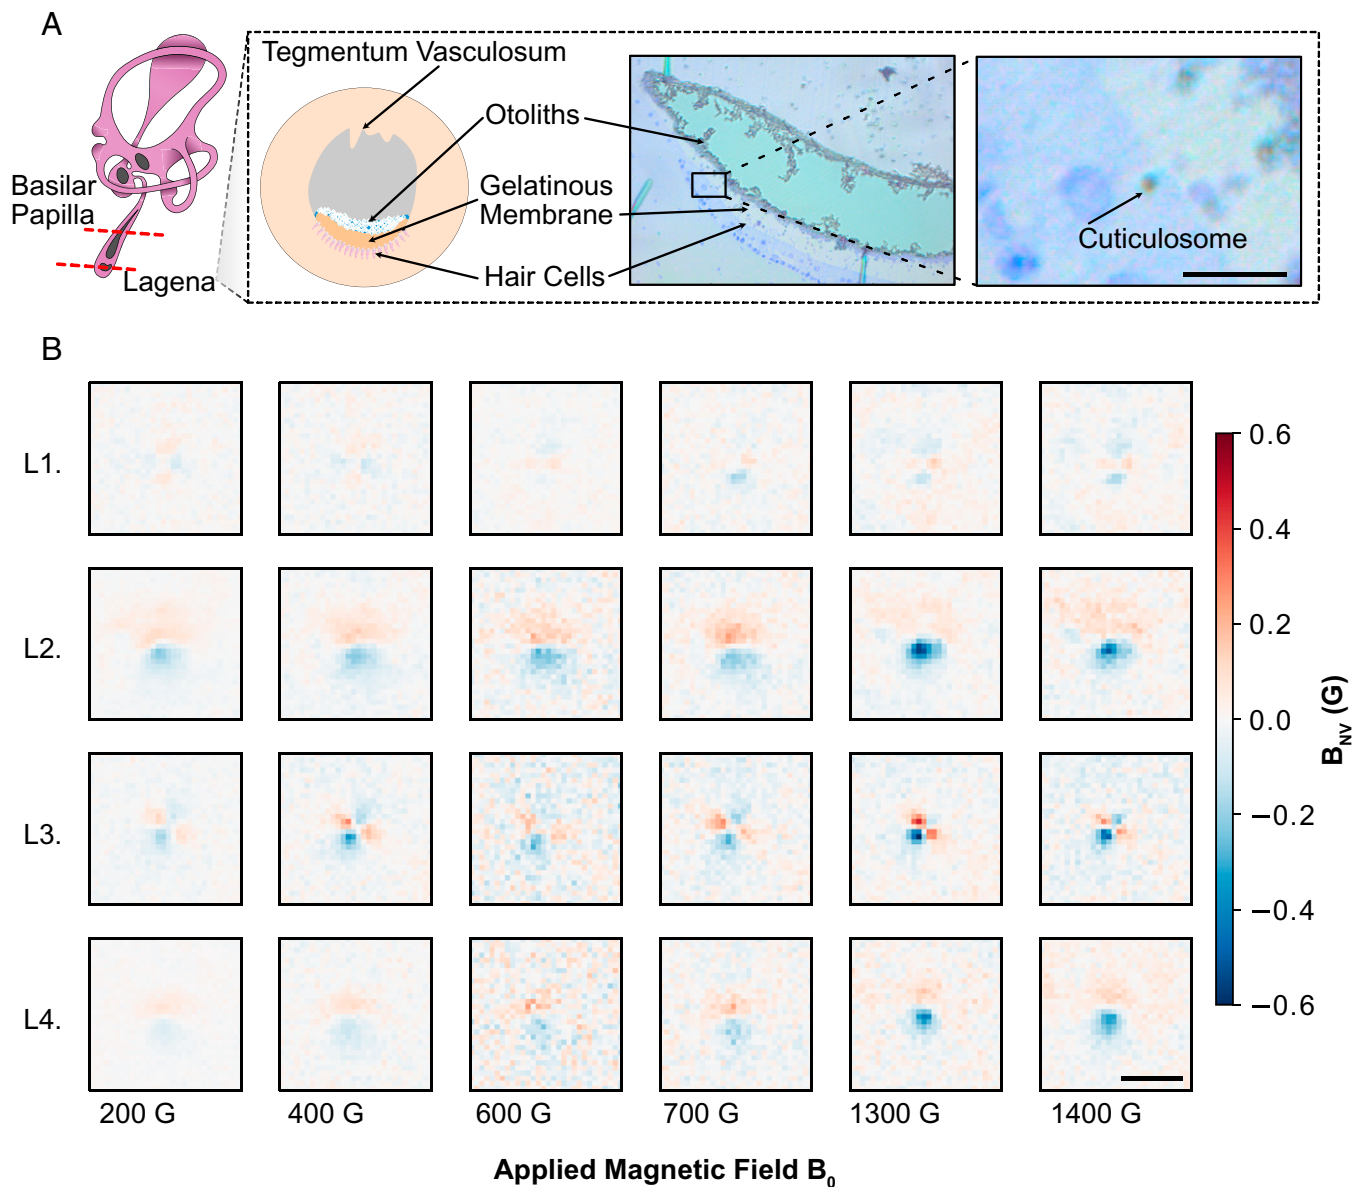 A
Tegmentum Vasculosum
Otoliths
Gelatinous
Membrane
Hair Cells
Basilar
Papilla
Lagena
Cuticulosome
B
L1.
L2.
L3.
L4.
0.6
0.4
0.2
0.0
−0.2
−0.4
−0.6
B_NV (G)
200 G 400 G 600 G 700 G 1300 G 1400 G
Applied Magnetic Field B₀